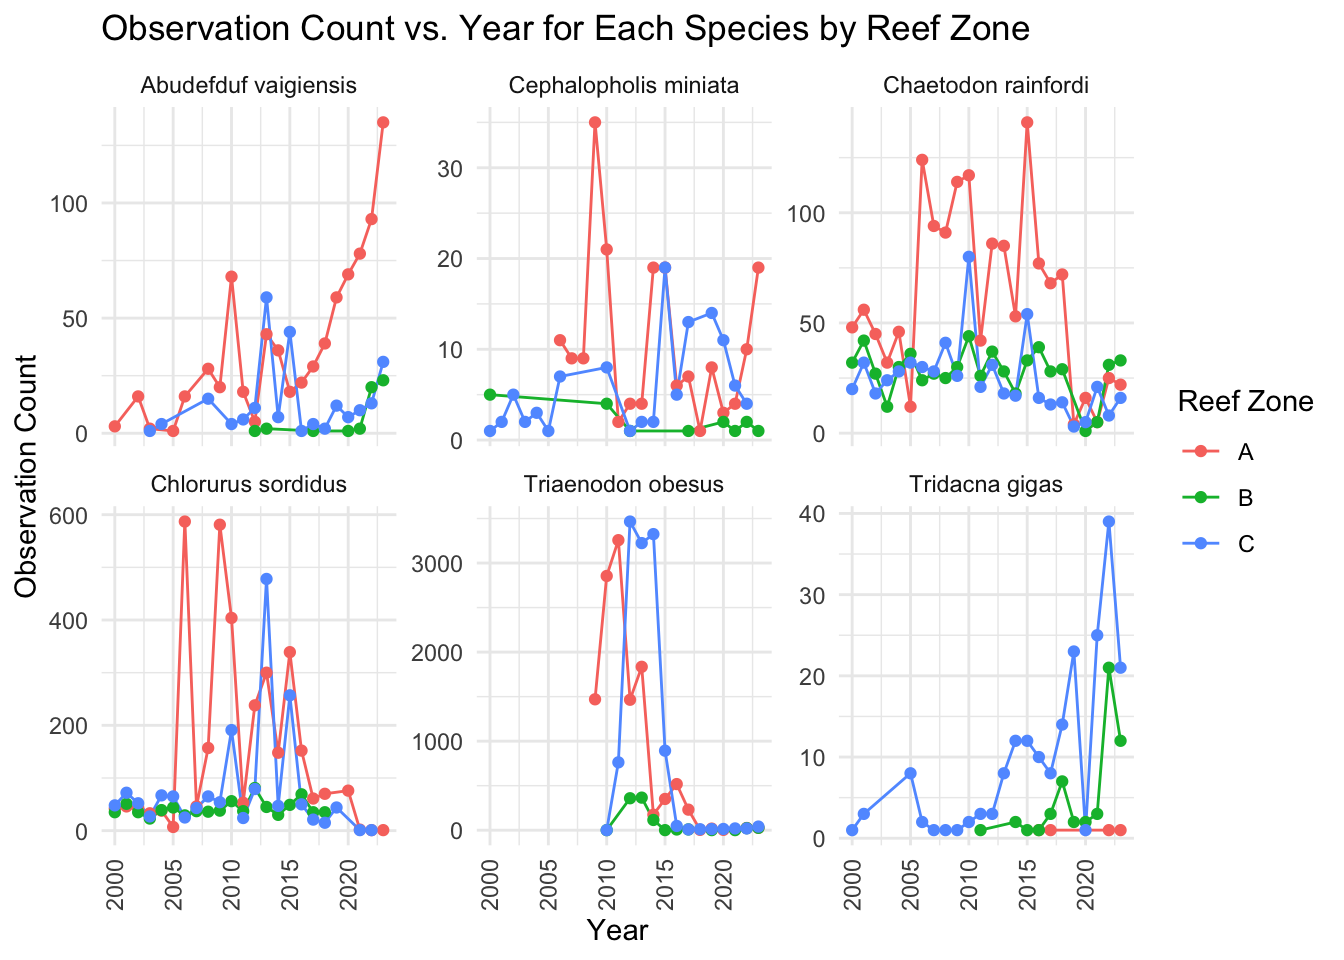 Observation Count vs. Year for Each Species by Reef Zone
Abudefduf vaigiensis
Cephalopholis miniata
Chaetodon rainfordi
100
50
0
30
20
10
0
100
50
0
Chlorurus sordidus
Triaenodon obesus
Tridacna gigas
600
400
200
0
3000
2000
1000
0
40
30
20
10
0
2000
2005
2010
2015
2020
2000
2005
2010
2015
2020
2000
2005
2010
2015
2020
Year
Observation Count
Reef Zone
A
B
C